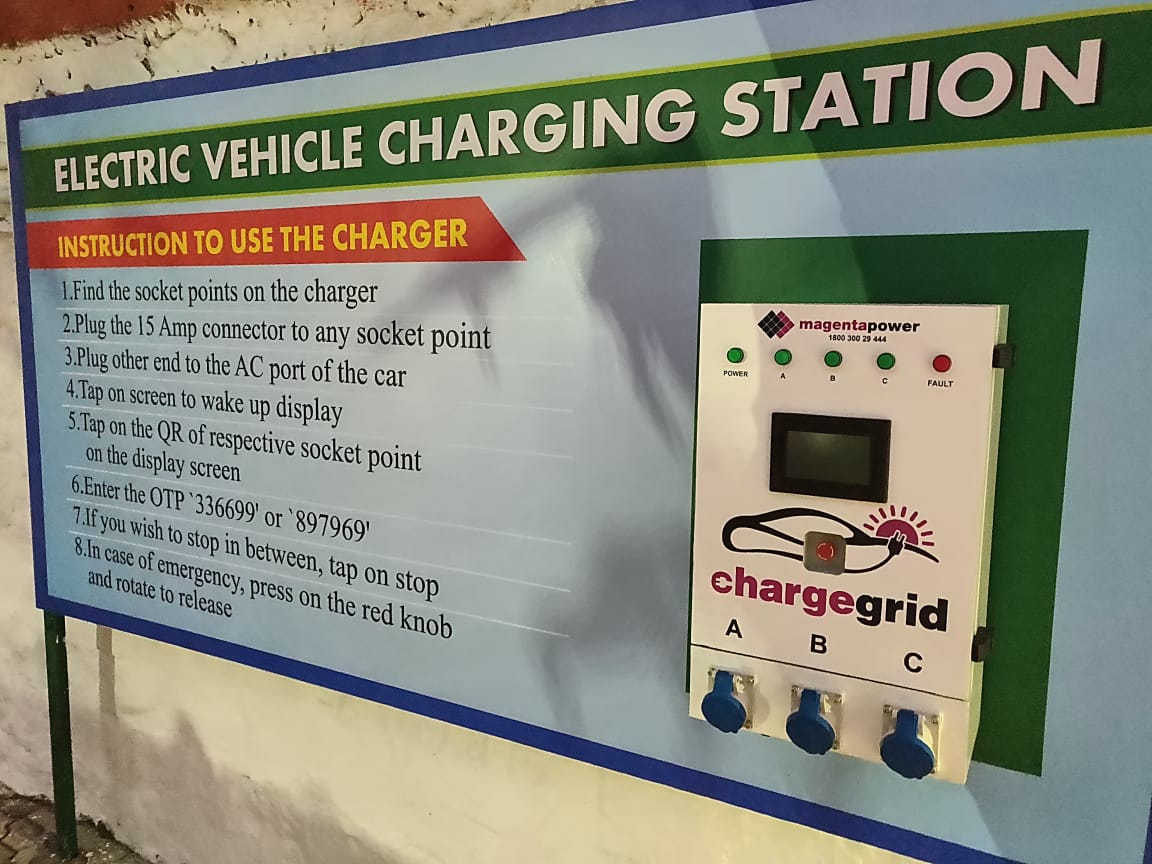 ELECTRIC VEHICLE CHARGING STATION
INSTRUCTION TO USE THE CHARGER
1.Find the socket points on the charger
2.Plug the 15 Amp connector to any socket point
3.Plug other end to the AC port of the car
4.Tap on screen to wake up display
5.Tap on the QR of respective socket point
on the display screen
6.Enter the OTP `336699' or `897969'
7.If you wish to stop in between, tap on stop
8.In case of emergency, press on the red knob
and rotate to release
magentapower
1800 300 29 444
POWER A B C FAULT
chargegrid
A B C